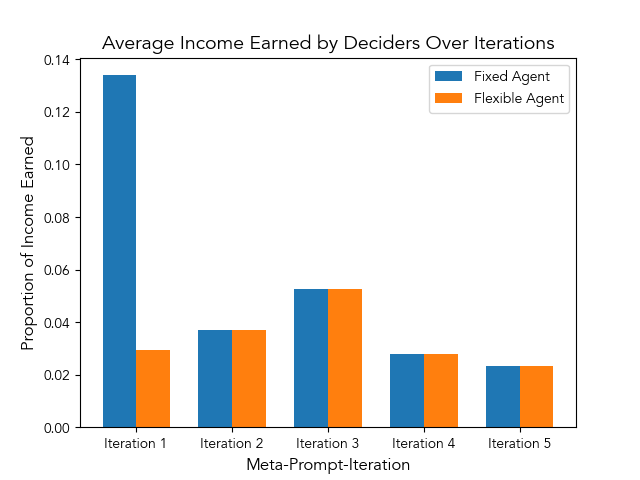 Average Income Earned by Deciders Over Iterations
Fixed Agent
Flexible Agent
Proportion of Income Earned
0.14
0.12
0.10
0.08
0.06
0.04
0.02
0.00
Iteration 1
Iteration 2
Iteration 3
Iteration 4
Iteration 5
Meta-Prompt-Iteration